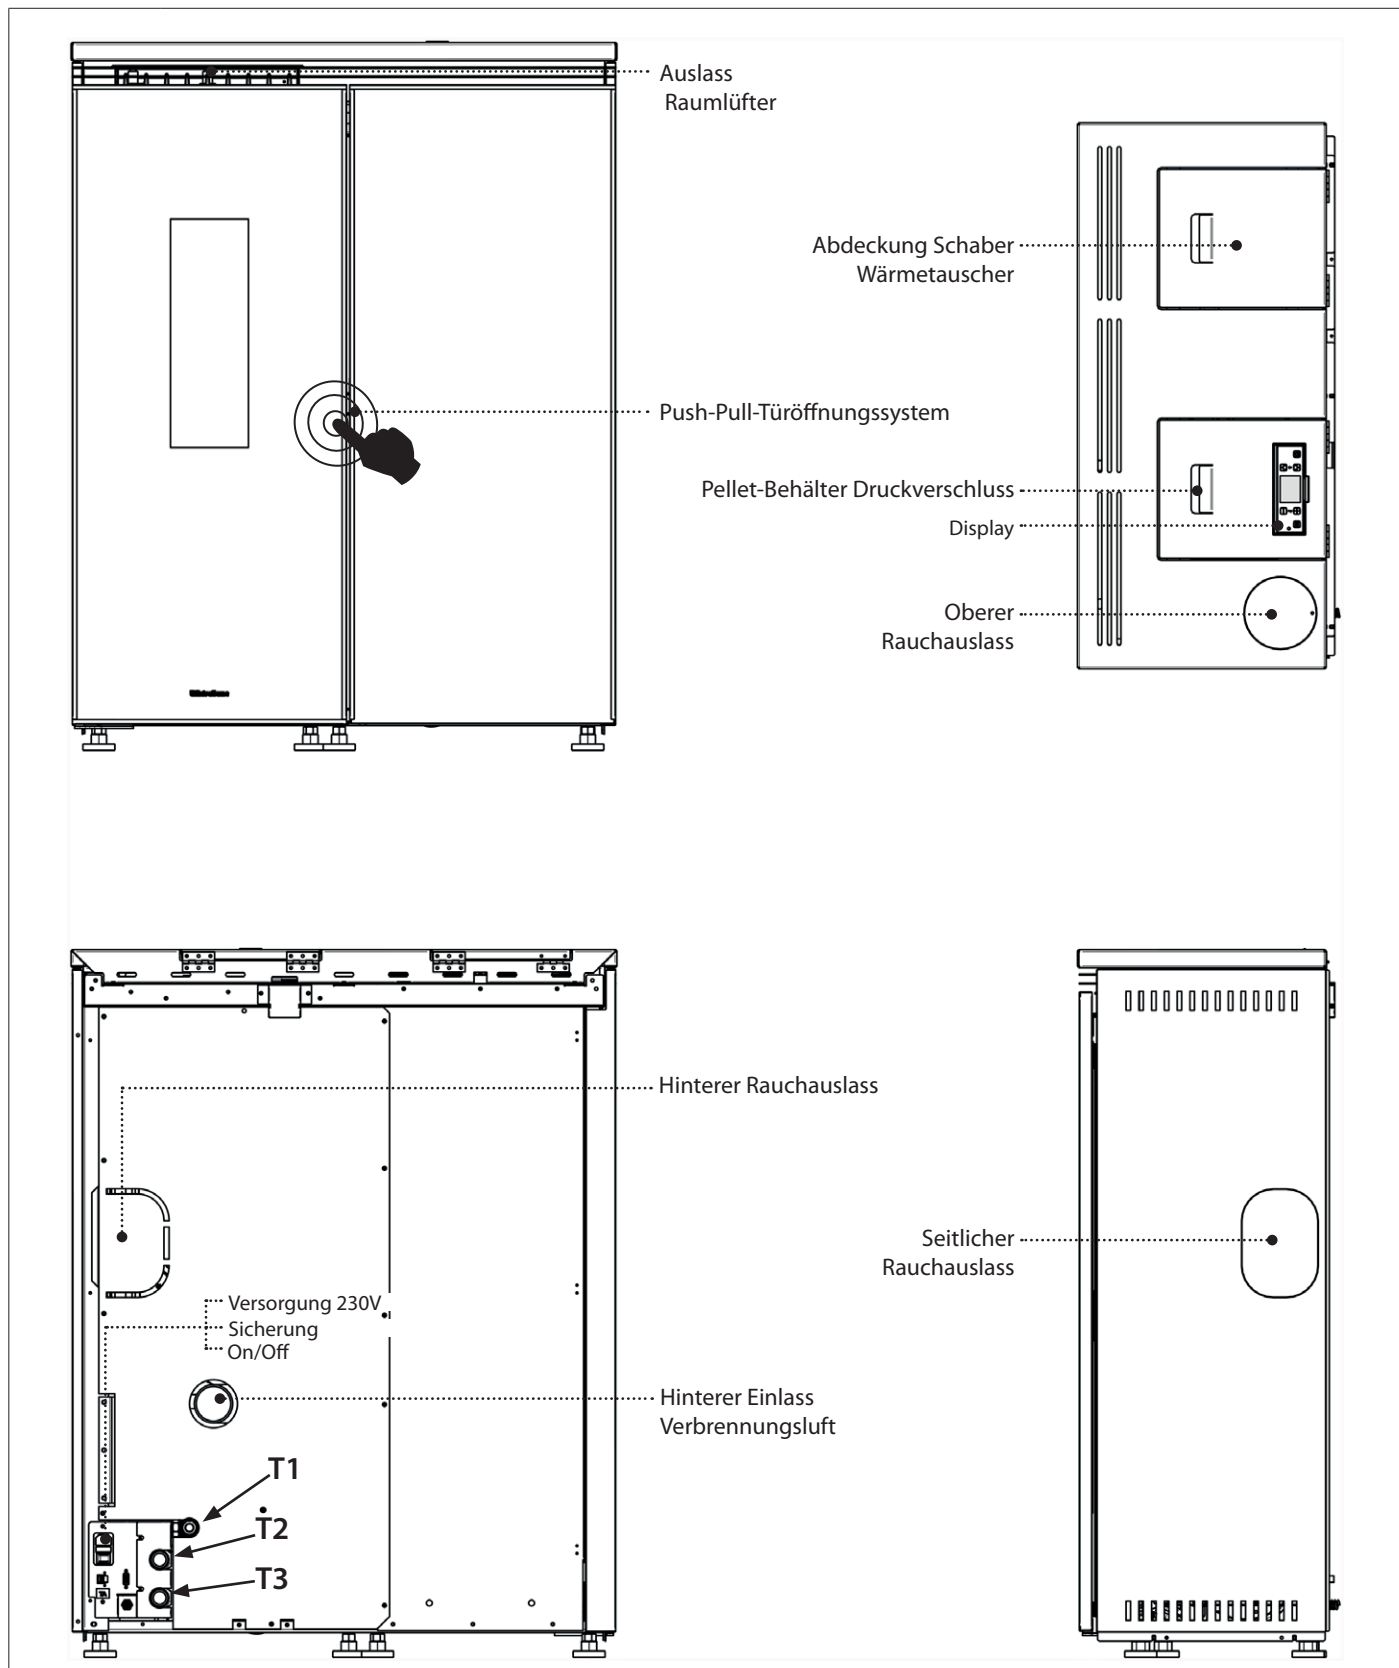 Auslass
Raumlüfter
Abdeckung Schaber
Wärmetauscher
Push-Pull-Türöffnungssystem
Pellet-Behälter Druckverschluss
Display
Oberer
Rauchauslass
Hinterer Rauchauslass
Seitlicher
Rauchauslass
Versorgung 230V
Sicherung
On/Off
Hinterer Einlass
Verbrennungsluft
T1
T2
T3